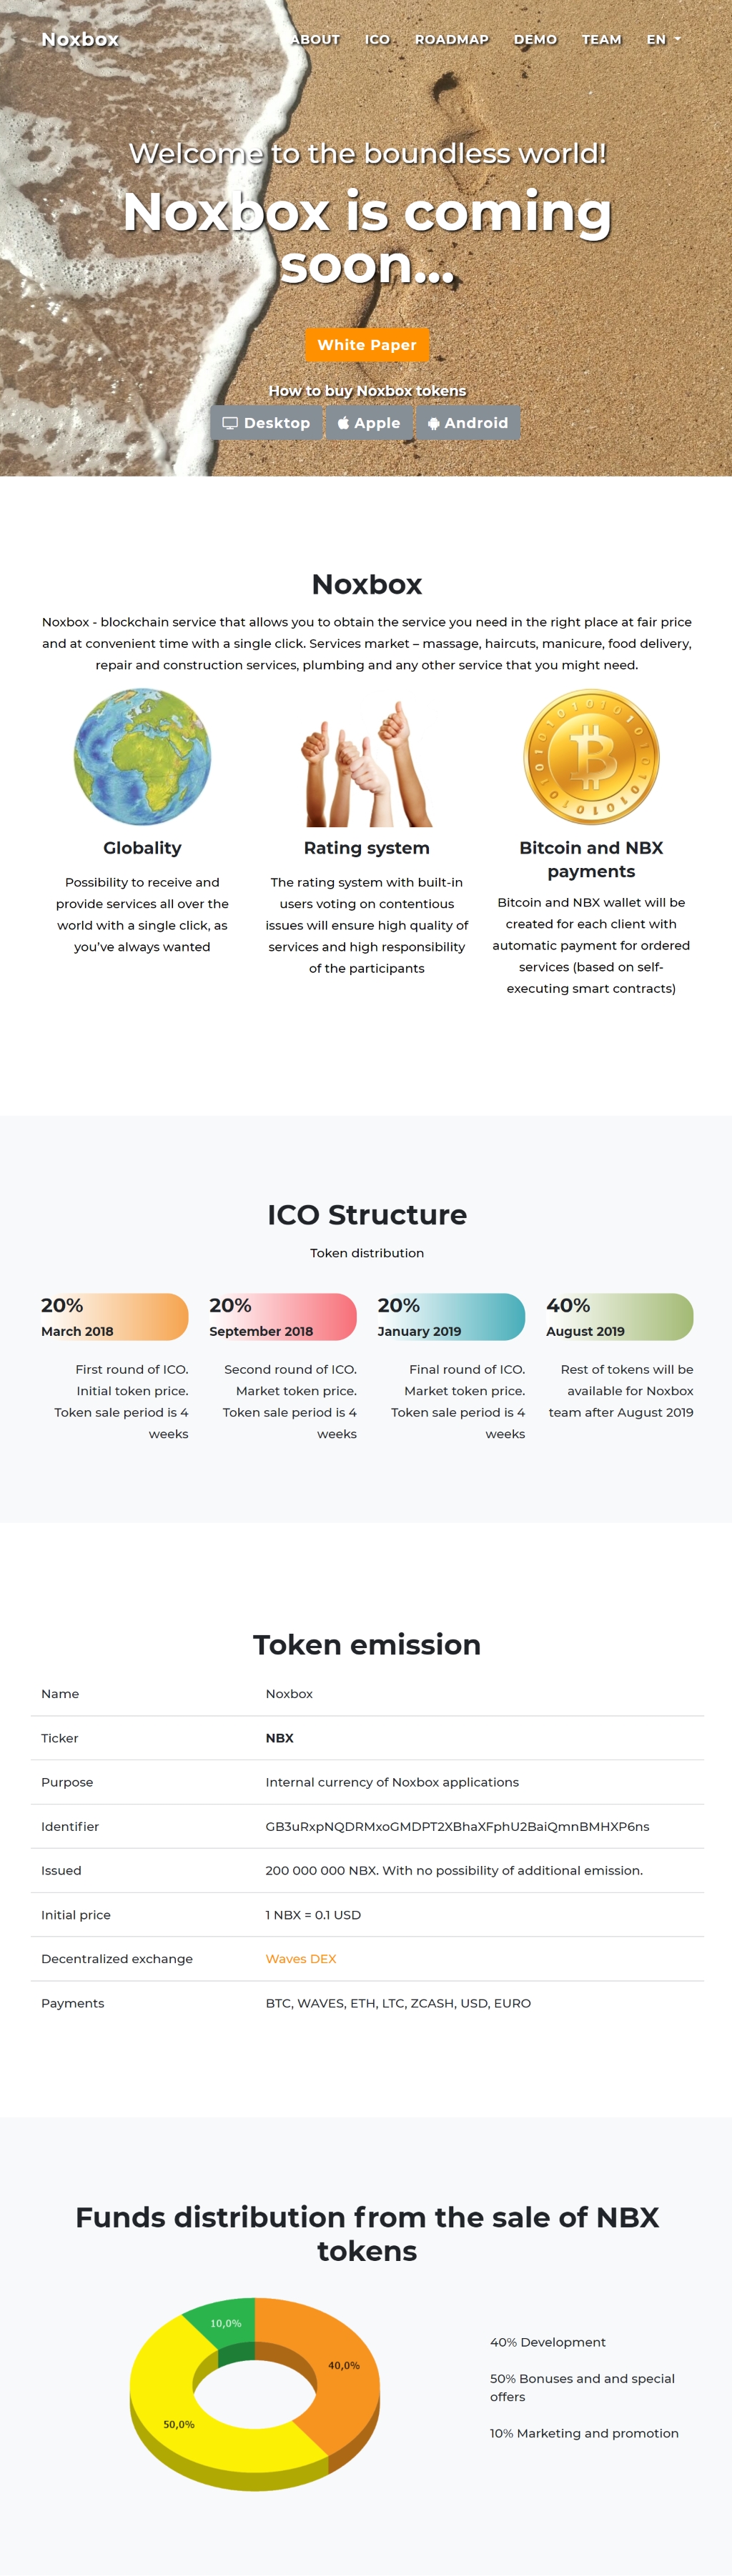 Noxbox
ABOUT ICO ROADMAP DEMO TEAM EN
Welcome to the boundless world!
Noxbox is coming
soon...
White Paper
How to buy Noxbox tokens
Desktop Apple Android
Noxbox
Noxbox - blockchain service that allows you to obtain the service you need in the right place at fair price
and at convenient time with a single click. Services market – massage, haircuts, manicure, food delivery,
repair and construction services, plumbing and any other service that you might need.
Globality
Possibility to receive and
provide services all over the
world with a single click, as
you've always wanted
Rating system
The rating system with built-in
users voting on contentious
issues will ensure high quality of
services and high responsibility
of the participants
Bitcoin and NBX
payments
Bitcoin and NBX wallet will be
created for each client with
automatic payment for ordered
services (based on self-
executing smart contracts)
ICO Structure
Token distribution
20%
March 2018
First round of ICO.
Initial token price.
Token sale period is 4
weeks
20%
September 2018
Second round of ICO.
Market token price.
Token sale period is 4
weeks
20%
January 2019
Final round of ICO.
Market token price.
Token sale period is 4
weeks
40%
August 2019
Rest of tokens will be
available for Noxbox
team after August 2019
Token emission
Name Noxbox
Ticker NBX
Purpose Internal currency of Noxbox applications
Identifier GB3uRxpNQDRMxoGMDPT2XBhaXFphU2BaiQmnBMHXP6ns
Issued 200 000 000 NBX. With no possibility of additional emission.
Initial price 1 NBX = 0.1 USD
Decentralized exchange Waves DEX
Payments BTC, WAVES, ETH, LTC, ZCASH, USD, EURO
Funds distribution from the sale of NBX
tokens
10,0%
40,0%
50,0%
40% Development
50% Bonuses and and special
offers
10% Marketing and promotion